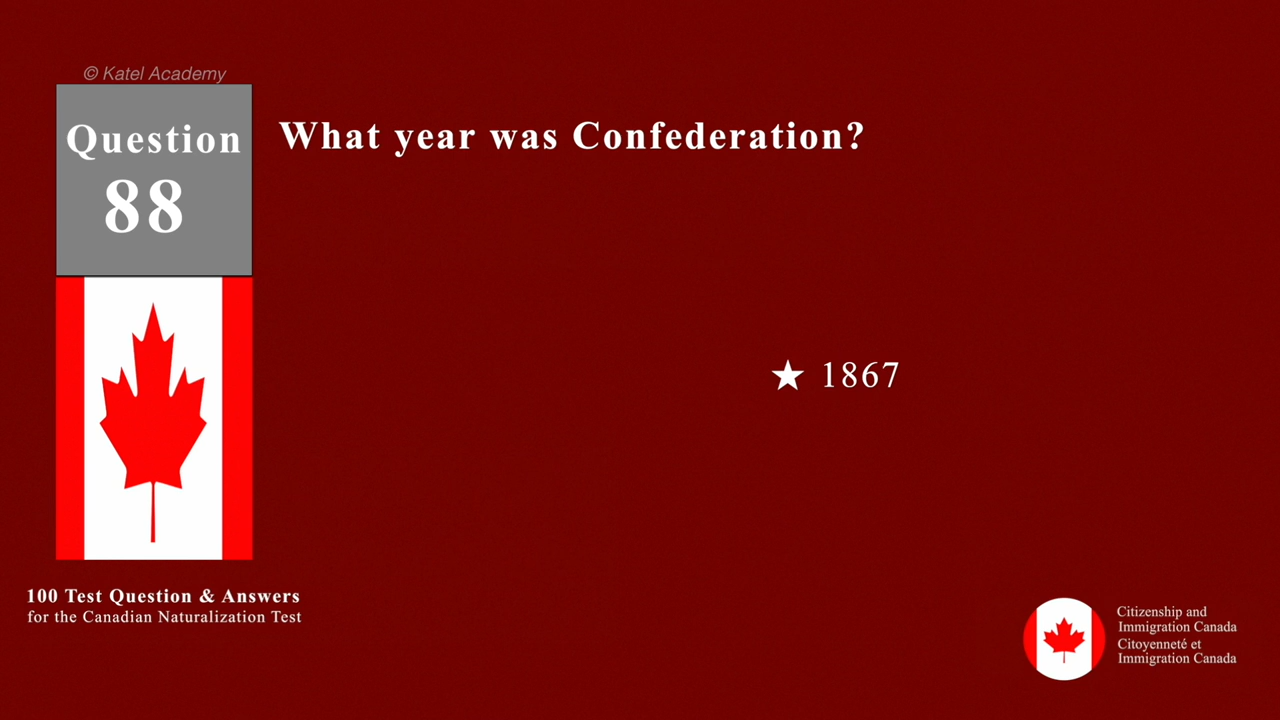 © Katel Academy
Question
88
What year was Confederation?
★ 1867
100 Test Question & Answers
for the Canadian Naturalization Test
Citizenship and
Immigration Canada
Citoyenneté et
Immigration Canada